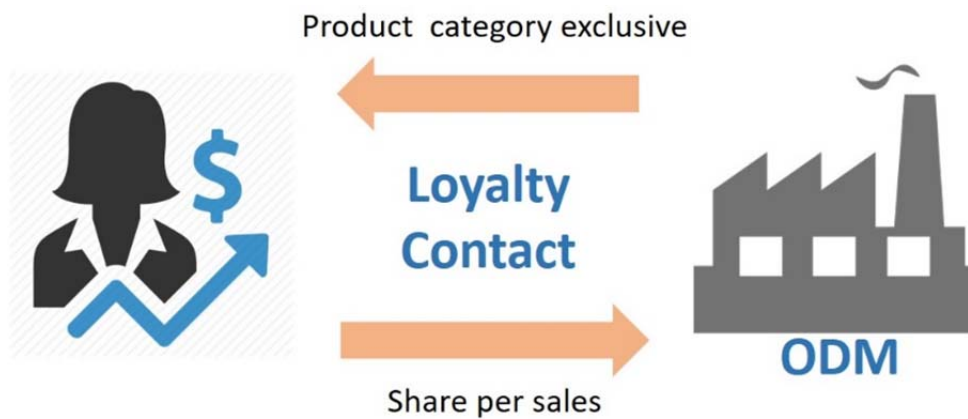 Product category exclusive
$
Loyalty
Contact
ODM
Share per sales